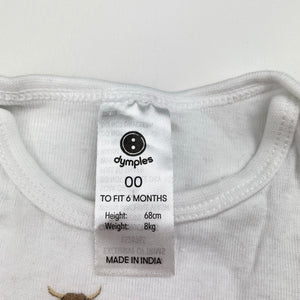 dymples
00
TO FIT 6 MONTHS
Height: 68cm
Weight: 8kg
MADE IN INDIA